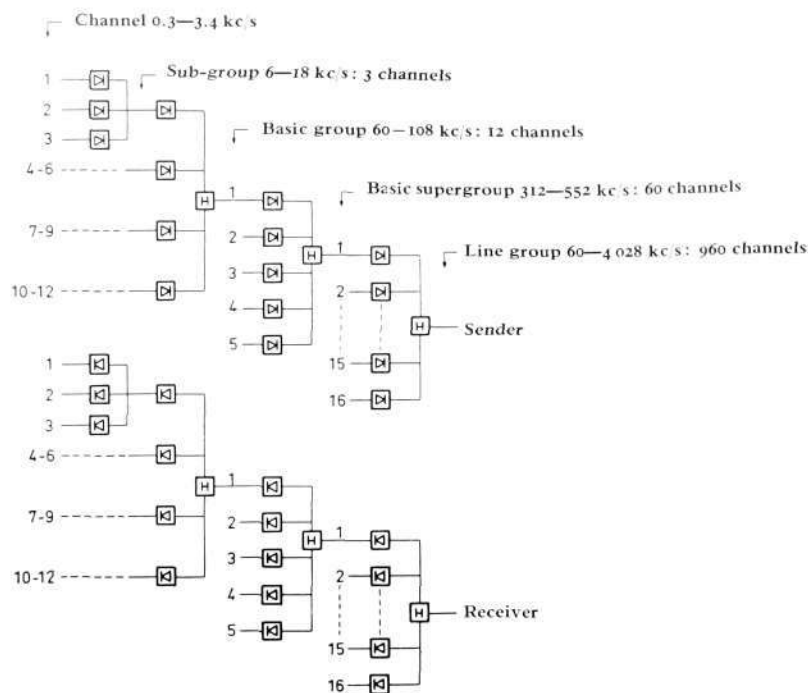 Channel 0.3—3.4 kc/s
Sub-group 6—18 kc/s: 3 channels
1
2
3
Basic group 60—108 kc/s: 12 channels
4-6
Basic supergroup 312—552 kc/s: 60 channels
H 1
7-9
2
Line group 60—4 028 kc/s: 960 channels
H 1
3
10-12
2
4
H Sender
5
15
1
16
2
3
4-6
H 1
7-9
2
H 1
3
10-12
2
4
H Receiver
5
15
16